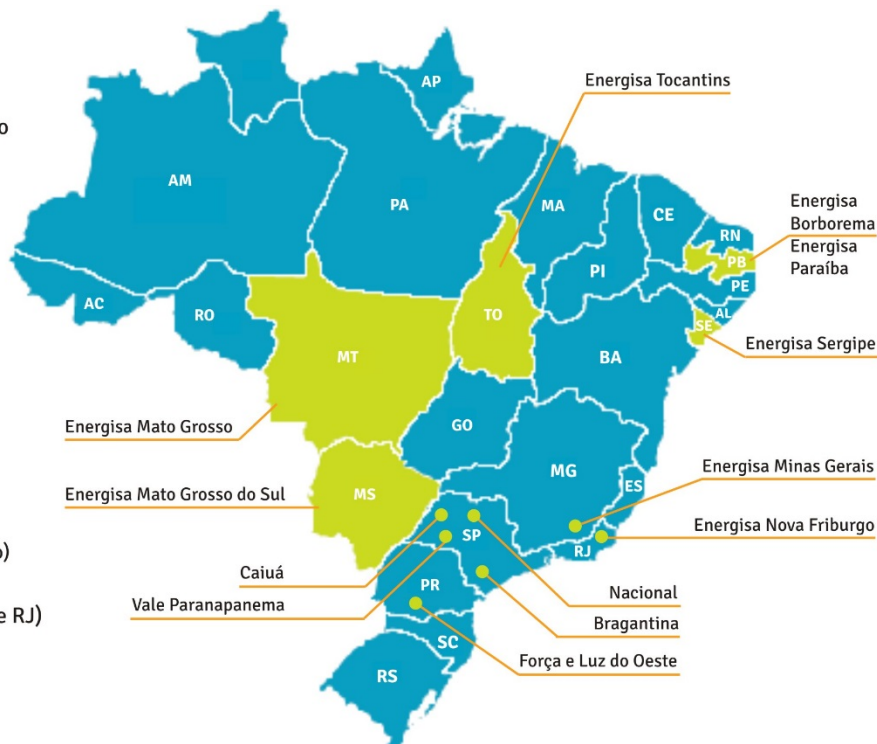 AP
Energisa Tocantins
o
AM
PA
MA
CE
Energisa
Borborema
RN
Energisa
Paraíba
PB
PI
PE
AC
RO
TO
AL
SE
BA
Energisa Sergipe
MT
Energisa Mato Grosso
GO
MG
Energisa Minas Gerais
ES
Energisa Mato Grosso do Sul
MS
Energisa Nova Friburgo
SP
RJ
o)
Caiuá
Nacional
Vale Paranapanema
PR
e RJ)
Bragantina
SC
Força e Luz do Oeste
RS